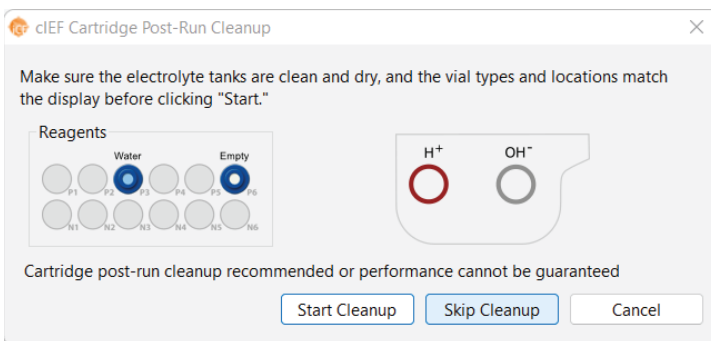 cIEF Cartridge Post-Run Cleanup
Make sure the electrolyte tanks are clean and dry, and the vial types and locations match
the display before clicking "Start."
Reagents
Water Empty
P1 P2 P3 P4 P5 P6
N1 N2 N3 N4 N5 N6
H⁺ OH⁻
Cartridge post-run cleanup recommended or performance cannot be guaranteed
Start Cleanup Skip Cleanup Cancel